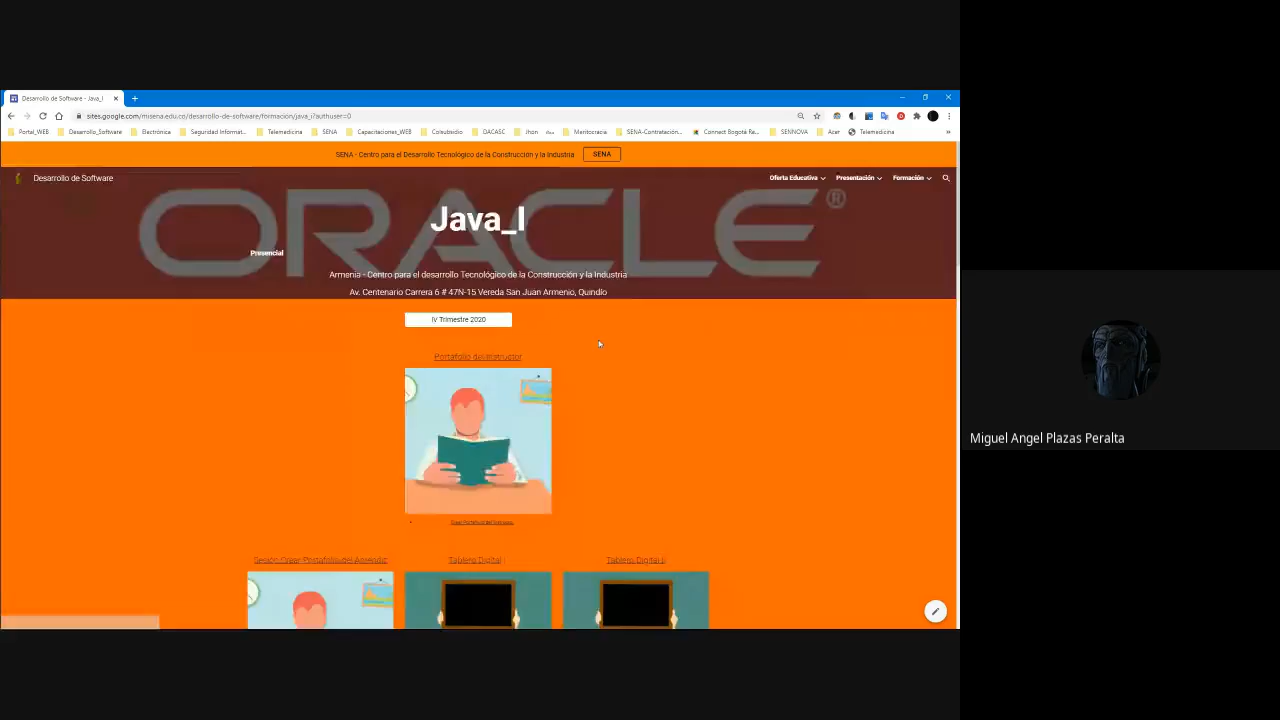 Desarrollo de Software - Java_I
sites.google.com/misena.edu.co/desarrollo-de-software/formacion/java_i?authuser=0
Portal_WEB
Desarrollo_Software
Electrónica
Seguridad Informat...
Telemedicina
SENA
Capacitaciones_WEB
Colsubsidio
DACASC
Jhon
Meritocracia
SENA-Contratación...
Connect Bogotá Re...
SENNOVA
Acer
Telemedicina
SENA - Centro para el Desarrollo Tecnológico de la Construcción y la Industria
SENA
Desarrollo de Software
Oferta Educativa
Presentación
Formación
ORACLE®
Java_I
Presencial
Armenia - Centro para el desarrollo Tecnológico de la Construcción y la Industria
Av. Centenario Carrera 6 # 47N-15 Vereda San Juan Armenio, Quindío
IV Trimestre 2020
Portafolio del Instructor
Sesión Crear Portafolio del Aprendiz
Tablero Digital I
Tablero Digital II
Miguel Angel Plazas Peralta